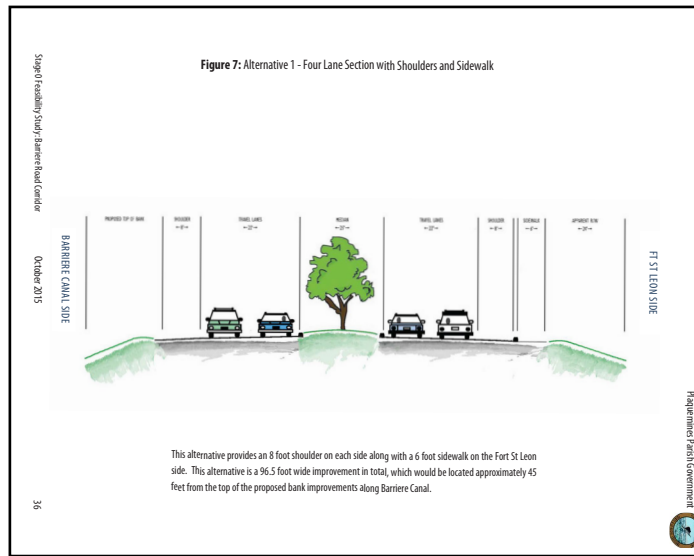 Figure 7: Alternative 1 - Four Lane Section with Shoulders and Sidewalk
Stage 0 Feasibility Study: Barriere Road Corridor
October 2015
36
BARRIERE CANAL SIDE
PROPOSED TOP OF BANK
SHOULDER
TRAVEL LANES
MEDIAN
TRAVEL LANES
SHOULDER
SIDEWALK
APPARENT R/W
FT ST LEON SIDE
This alternative provides an 8 foot shoulder on each side along with a 6 foot sidewalk on the Fort St Leon
side. This alternative is a 96.5 foot wide improvement in total, which would be located approximately 45
feet from the top of the proposed bank improvements along Barriere Canal.
Plaquemines Parish Government